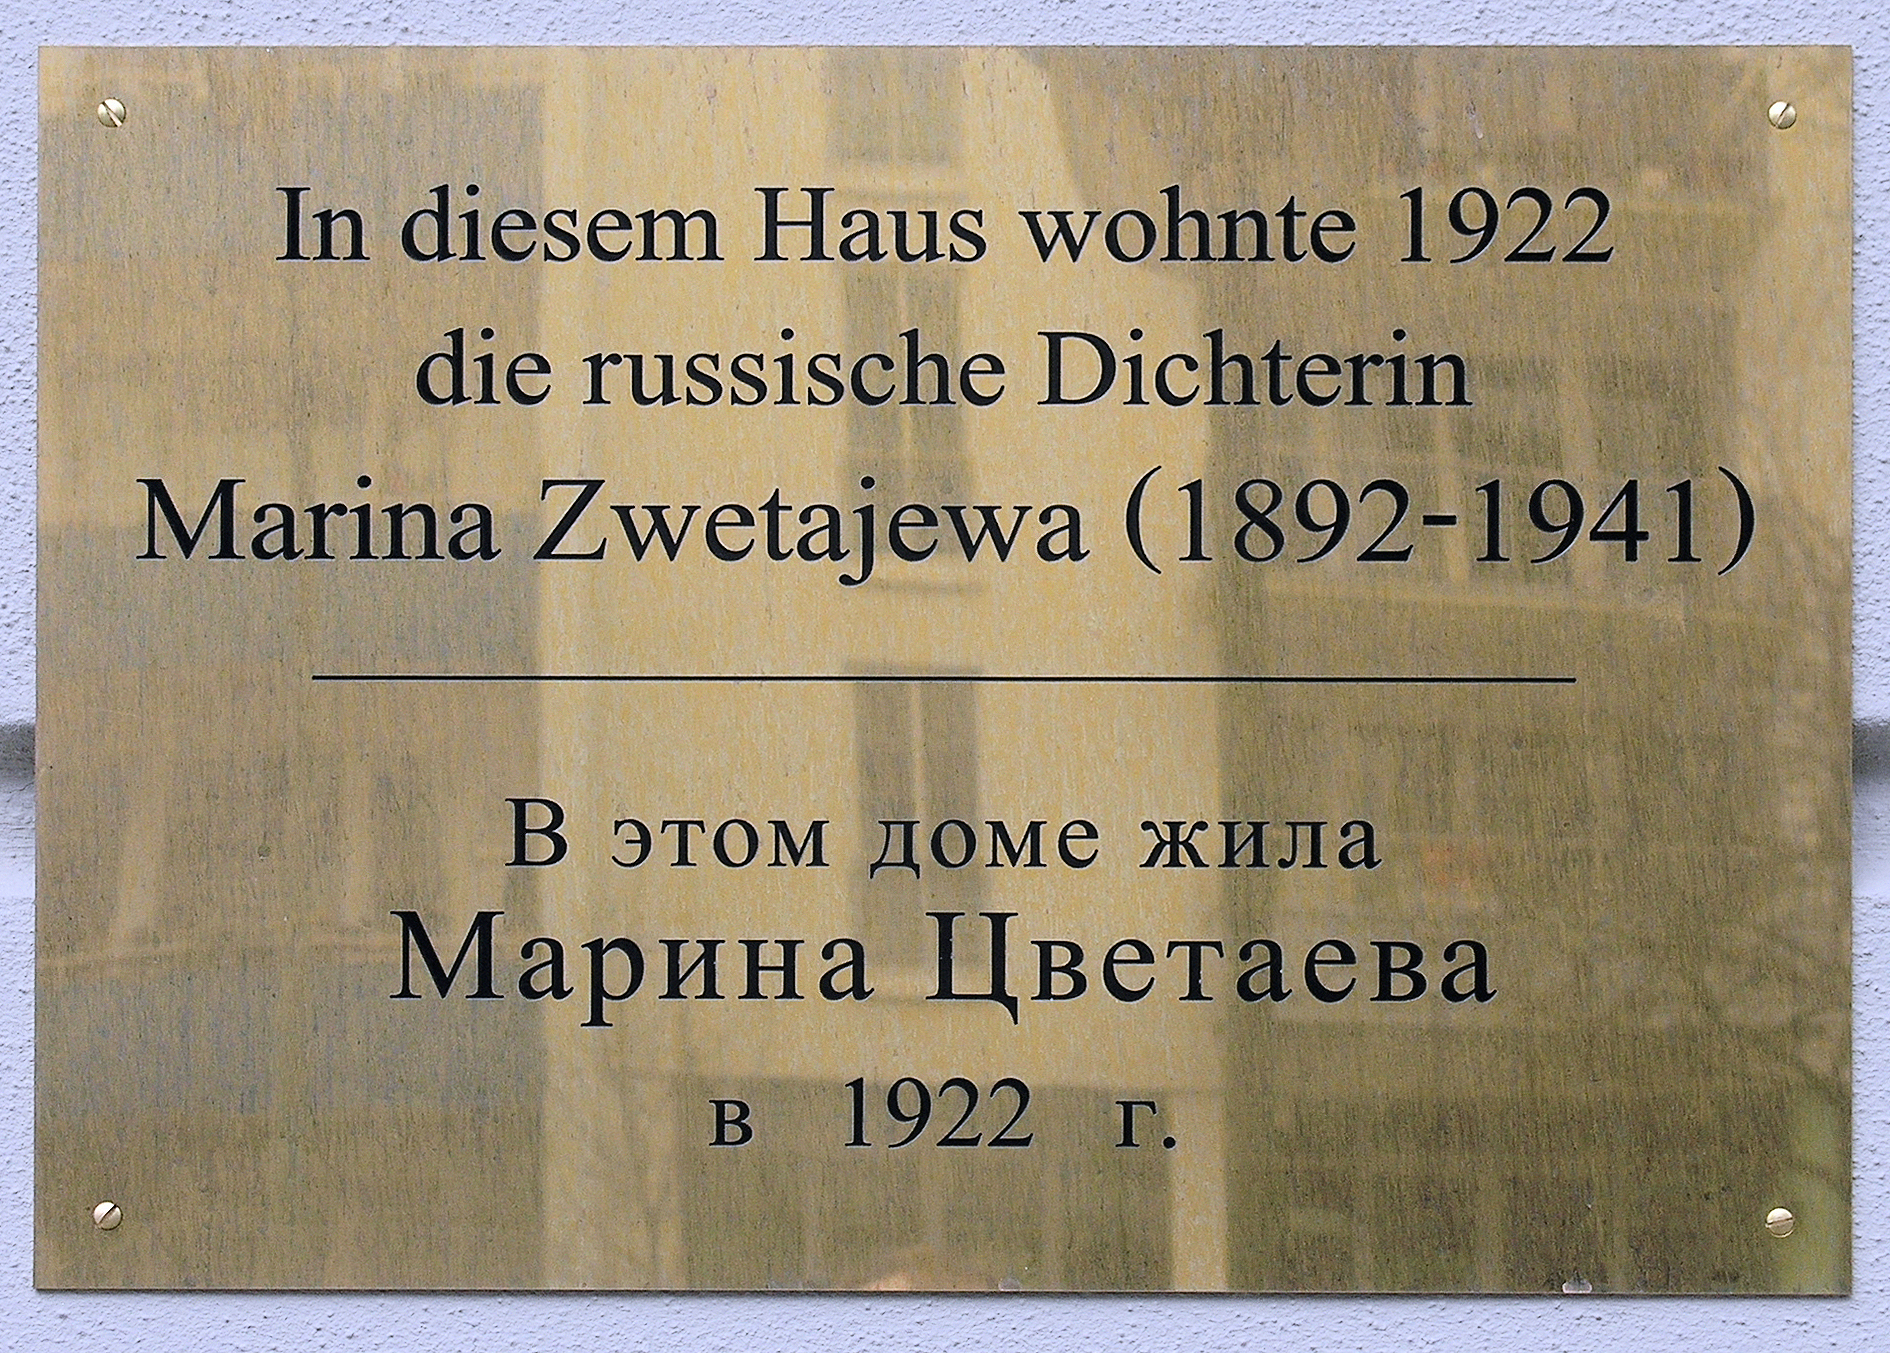 In diesem Haus wohnte 1922
die russische Dichterin
Marina Zwetajewa (1892-1941)
В этом доме жила
Марина Цветаева
в 1922 г.